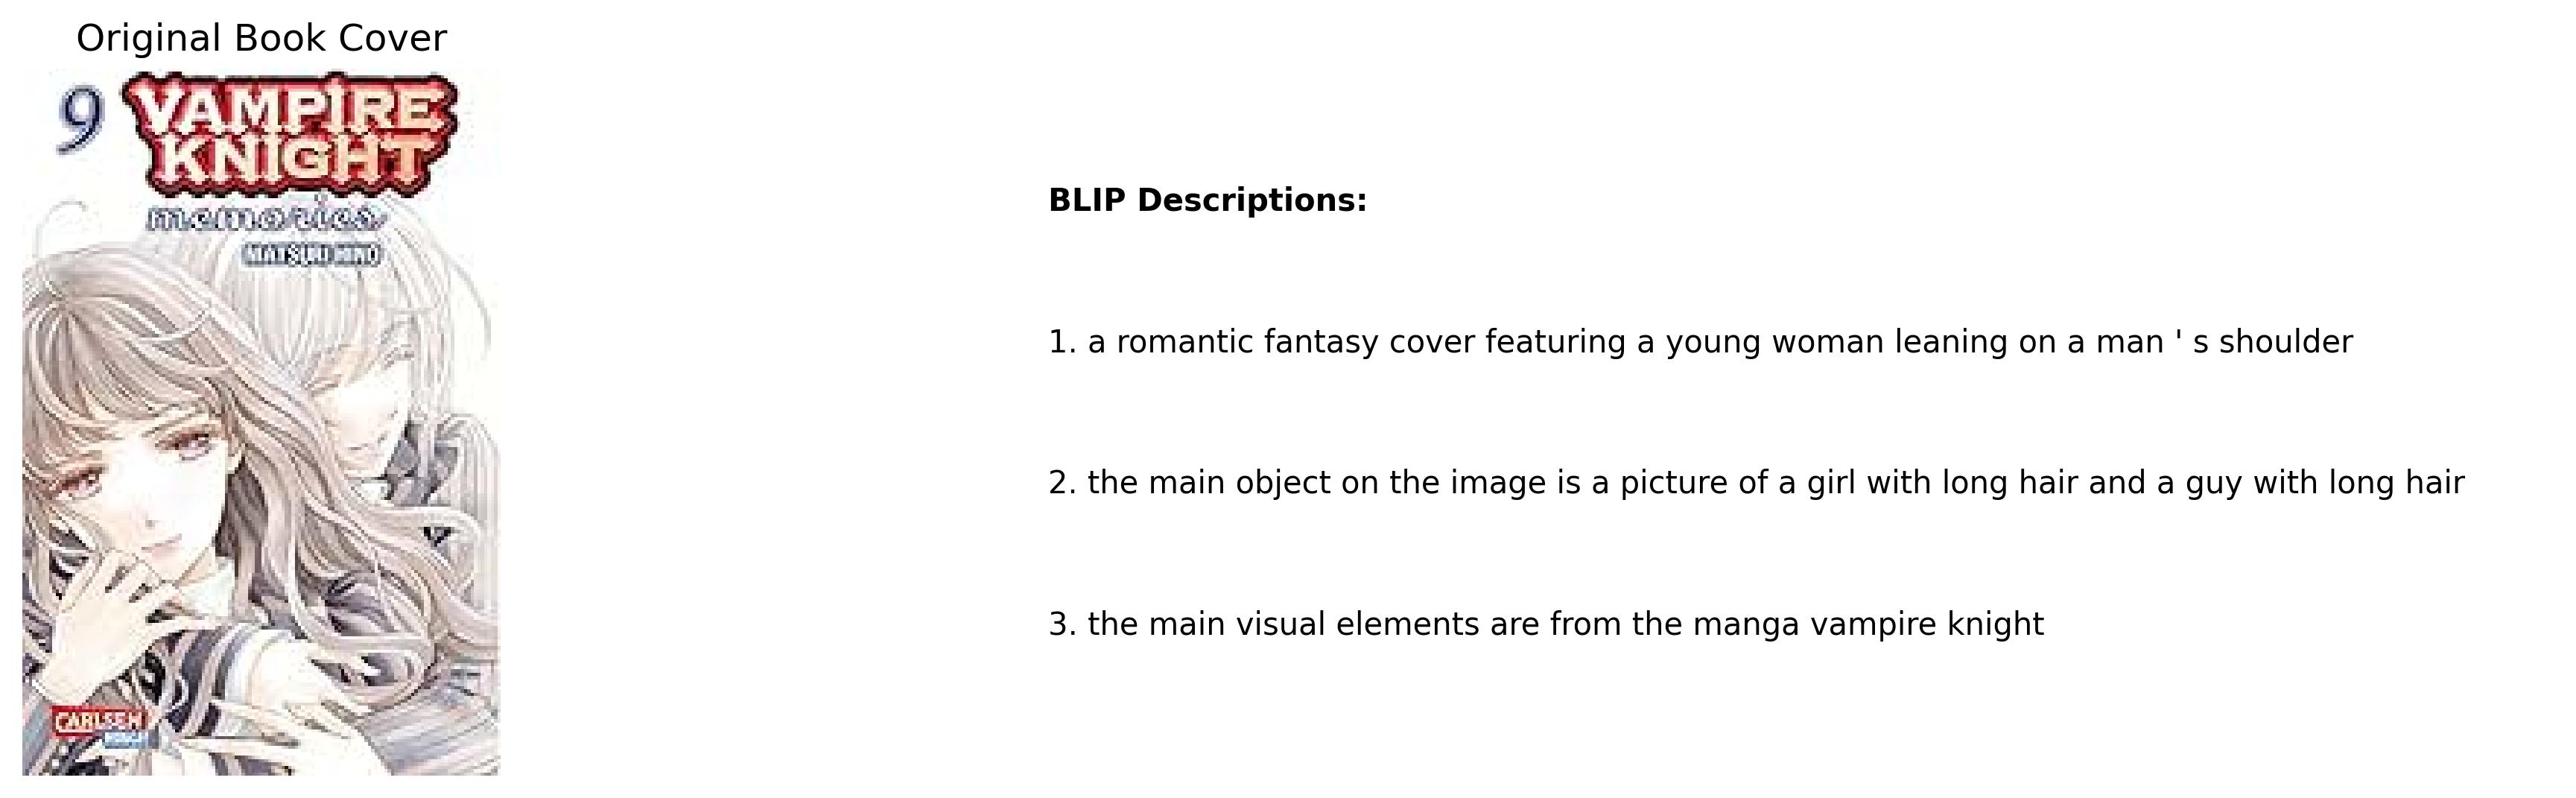 Original Book Cover
9 VAMPIRE
KNIGHT
memories
MATSURI HINO
CARLSEN
BLIP Descriptions:
1. a romantic fantasy cover featuring a young woman leaning on a man ' s shoulder
2. the main object on the image is a picture of a girl with long hair and a guy with long hair
3. the main visual elements are from the manga vampire knight